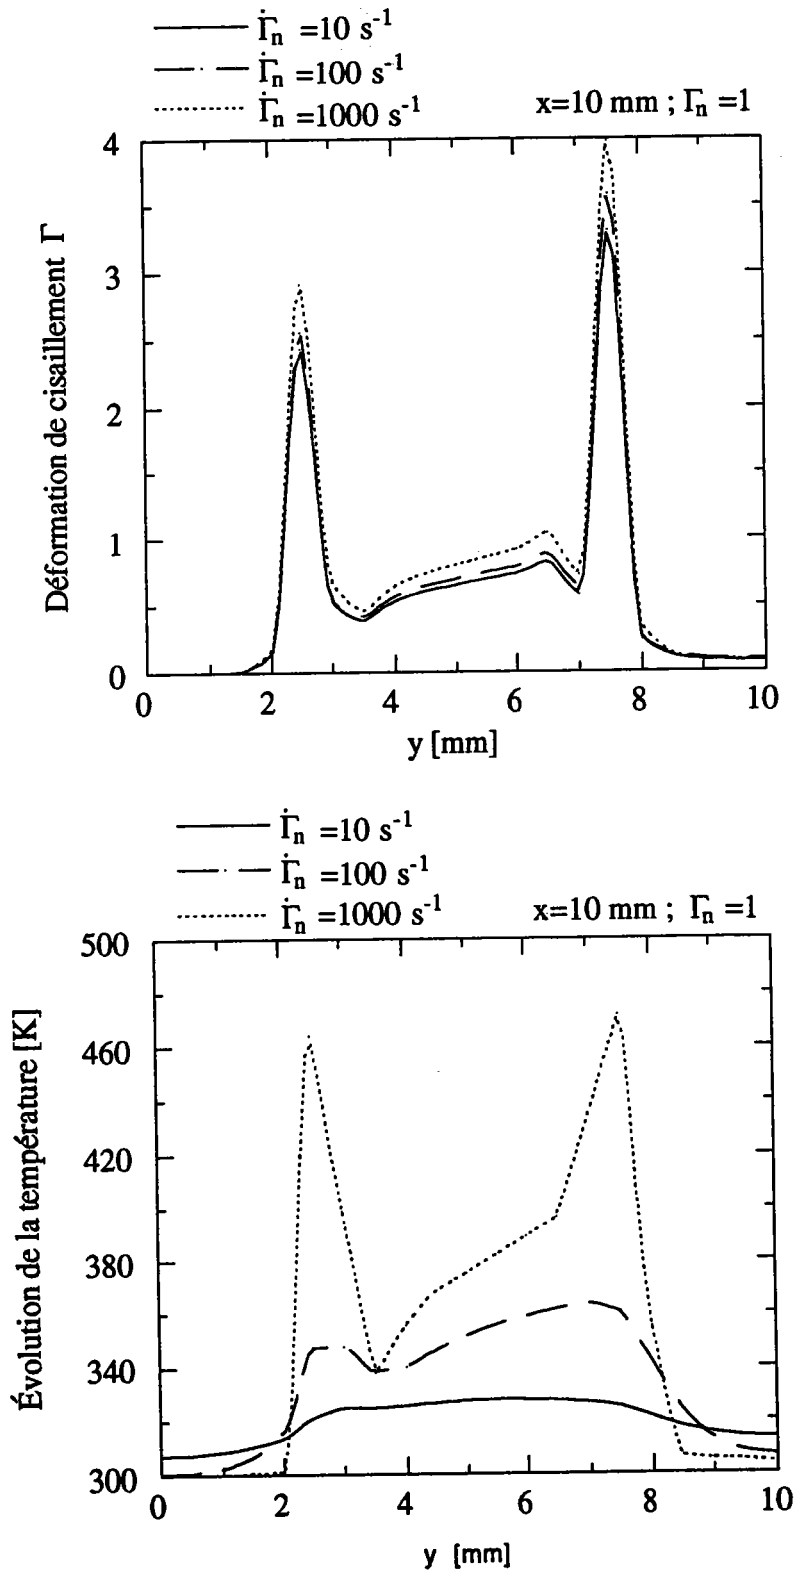 Γ̇n =10 s-1
Γ̇n =100 s-1
Γ̇n =1000 s-1
x=10 mm ; Γn =1
Déformation de cisaillement Γ
4
3
2
1
0
0 2 4 6 8 10
y [mm]
Γ̇n =10 s-1
Γ̇n =100 s-1
Γ̇n =1000 s-1
x=10 mm ; Γn =1
Évolution de la température [K]
500
460
420
380
340
300
0 2 4 6 8 10
y [mm]